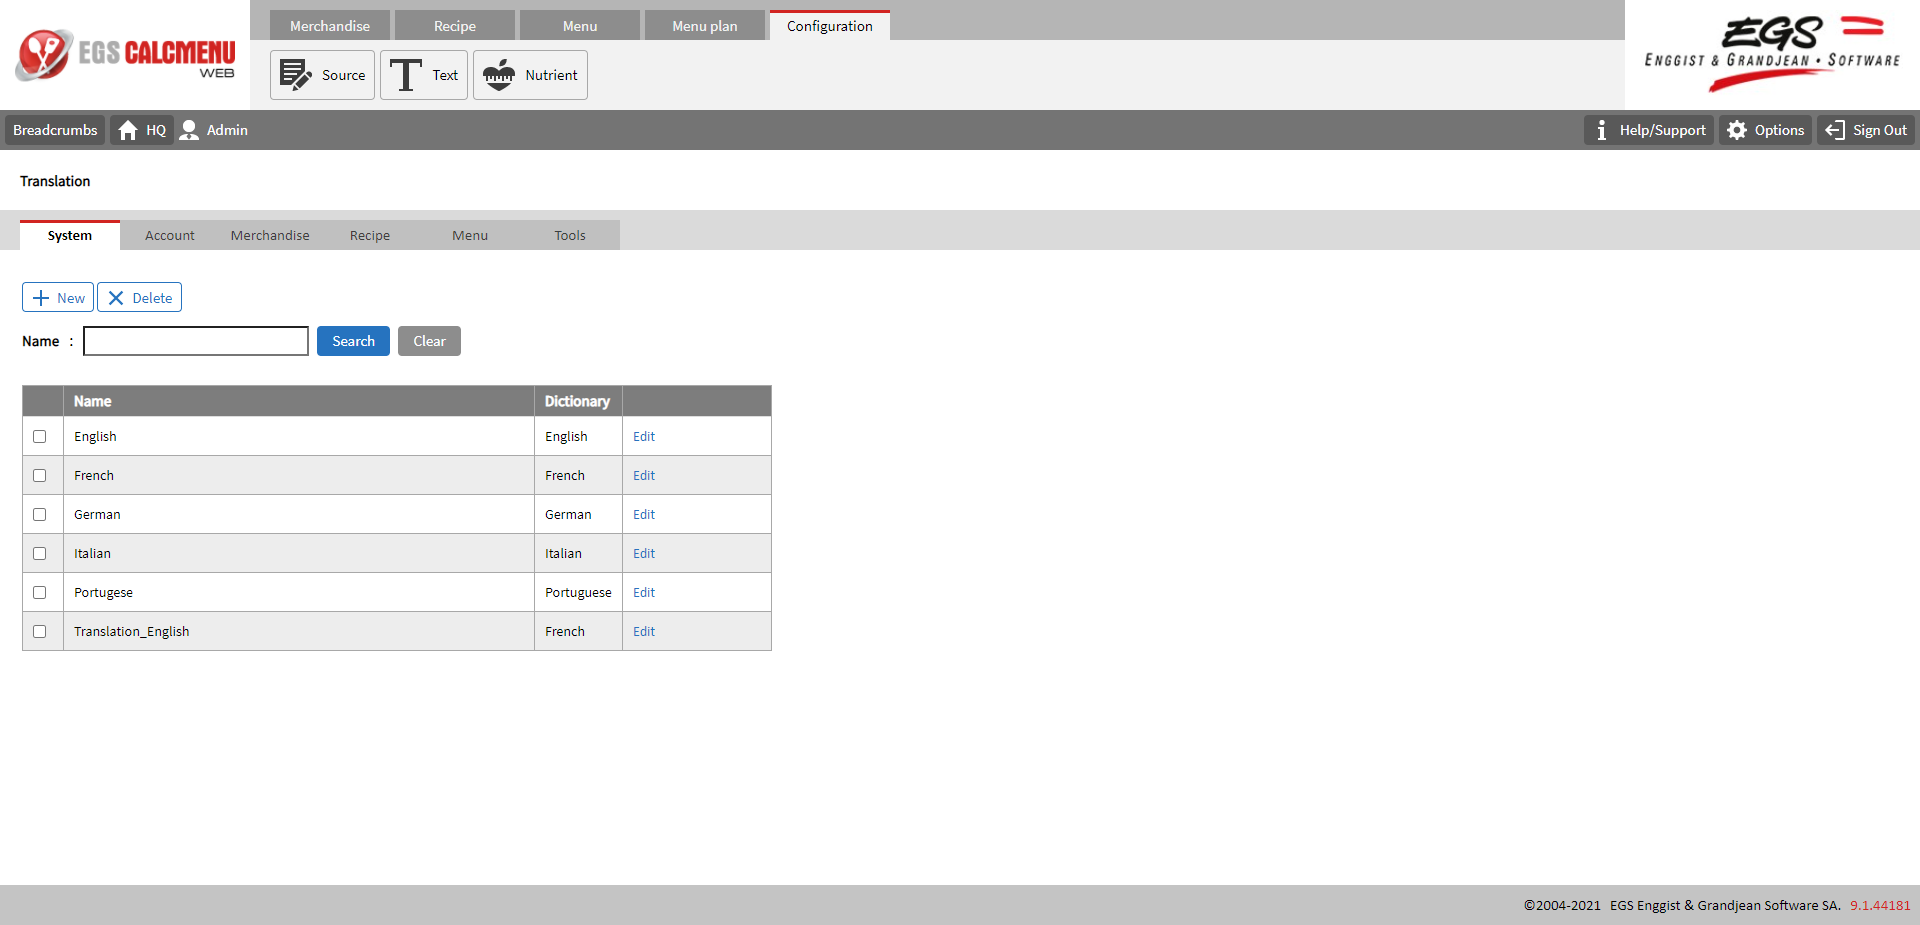 EGS CALCMENU
WEB
Merchandise
Recipe
Menu
Menu plan
Configuration
Source
Text
Nutrient
EGS
ENGGIST & GRANDJEAN • SOFTWARE
Breadcrumbs
HQ
Admin
Help/Support
Options
Sign Out
Translation
System
Account
Merchandise
Recipe
Menu
Tools
New
Delete
Name :
Search
Clear
Name Dictionary
English English Edit
French French Edit
German German Edit
Italian Italian Edit
Portugese Portuguese Edit
Translation_English French Edit
©2004-2021 EGS Enggist & Grandjean Software SA. 9.1.44181